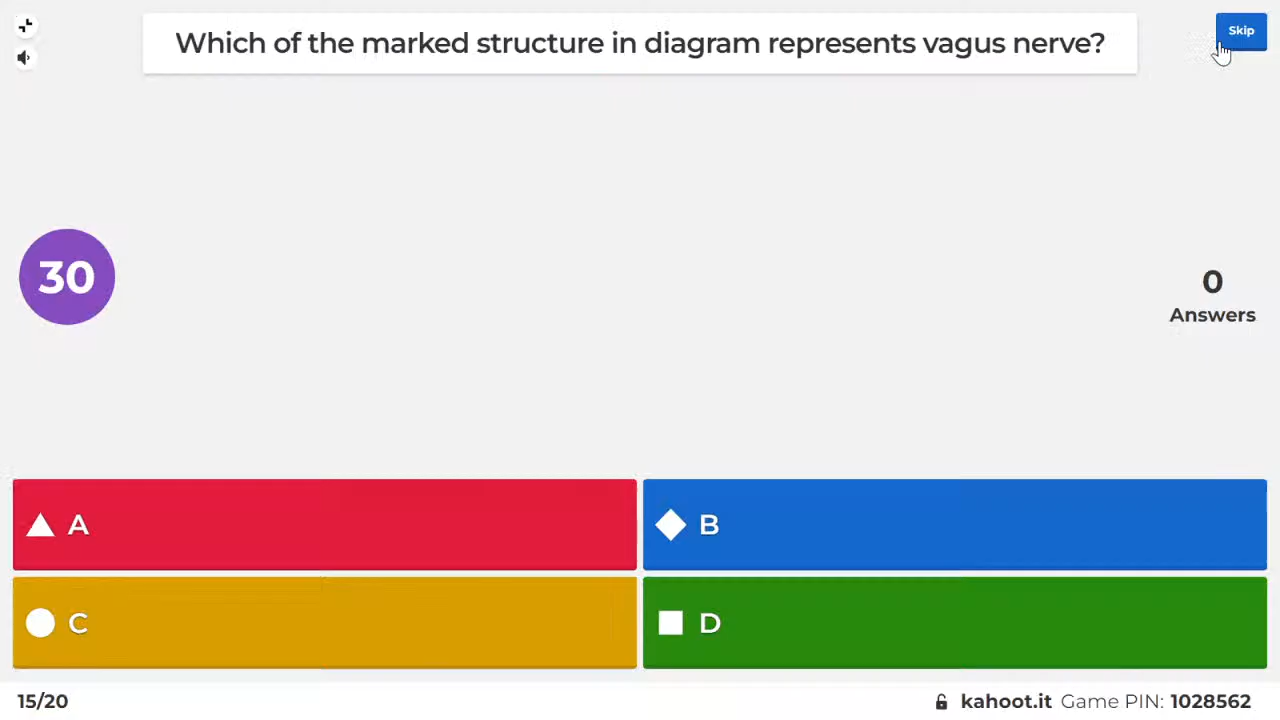 Which of the marked structure in diagram represents vagus nerve?
Skip
30
0
Answers
A
B
C
D
15/20
kahoot.it Game PIN: 1028562